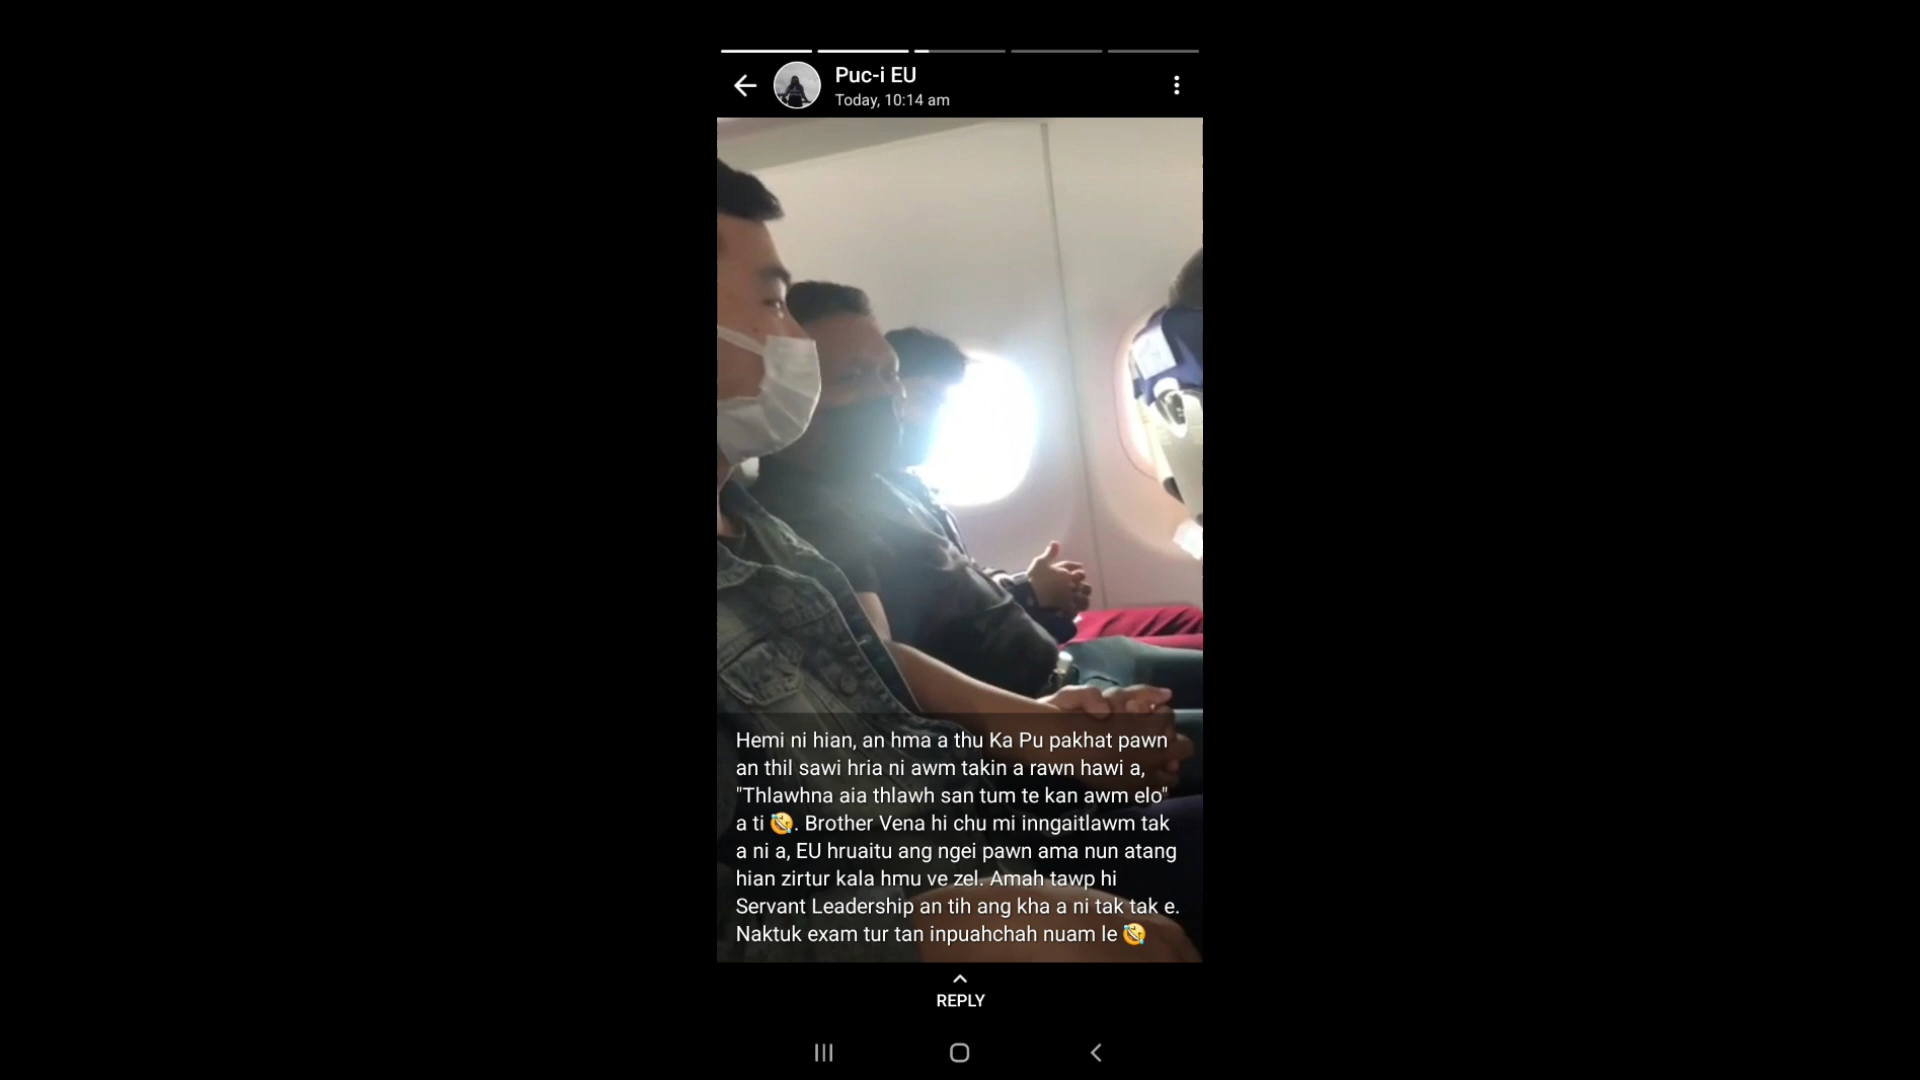 Puc-i EU
Today, 10:14 am
Hemi ni hian, an hma a thu Ka Pu pakhat pawn
an thil sawi hria ni awm takin a rawn hawi a,
"Thlawhna aia thlawh san tum te kan awm elo"
a ti 🤣. Brother Vena hi chu mi inngaitlawm tak
a ni a, EU hruaitu ang ngei pawn ama nun atang
hian zirtur kala hmu ve zel. Amah tawp hi
Servant Leadership an tih ang kha a ni tak tak e.
Naktuk exam tur tan inpuahchah nuam le 🤣
REPLY